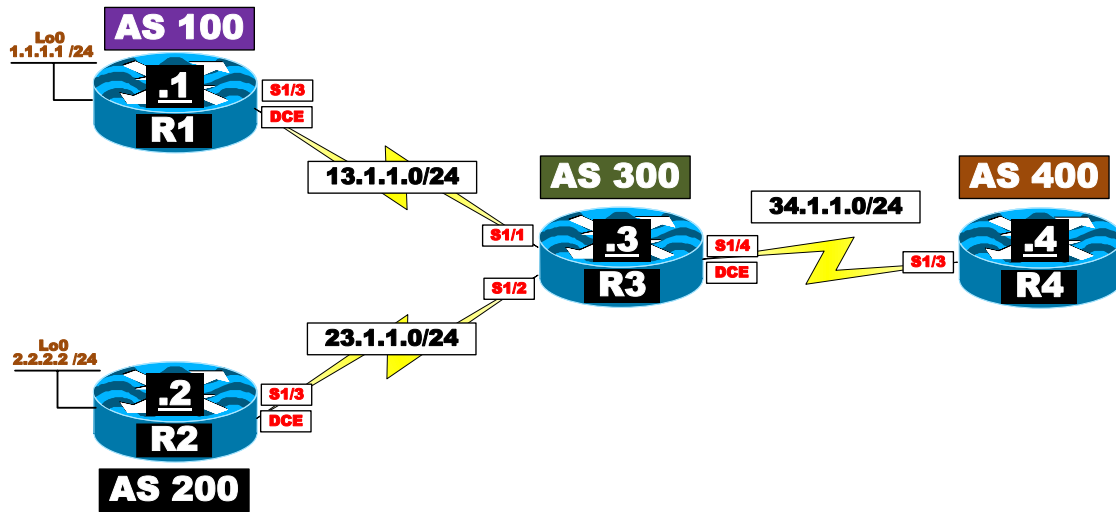 Lo0
1.1.1.1 /24
AS 100
.1
R1
S1/3
DCE
13.1.1.0/24
S1/1
AS 300
.3
R3
S1/2
S1/4
DCE
34.1.1.0/24
AS 400
S1/3
.4
R4
23.1.1.0/24
Lo0
2.2.2.2 /24
.2
R2
S1/3
DCE
AS 200